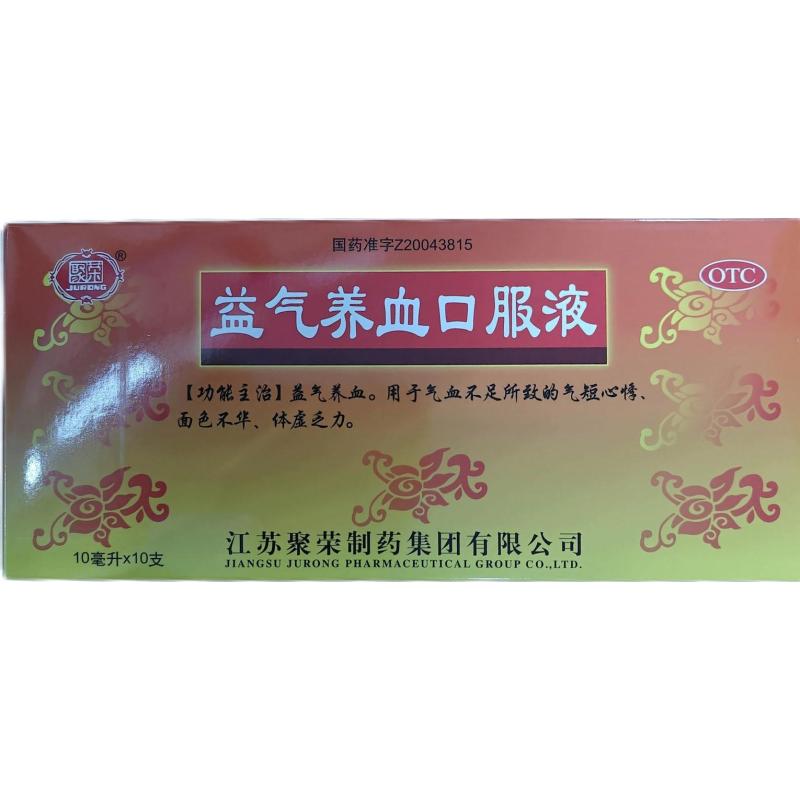 国药准字Z20043815
聚荣
JURONG
®
OTC
益气养血口服液
【功能主治】益气养血。用于气血不足所致的气短心悸、
面色不华、体虚乏力。
10毫升x10支
江苏聚荣制药集团有限公司
JIANGSU JURONG PHARMACEUTICAL GROUP CO.,LTD.